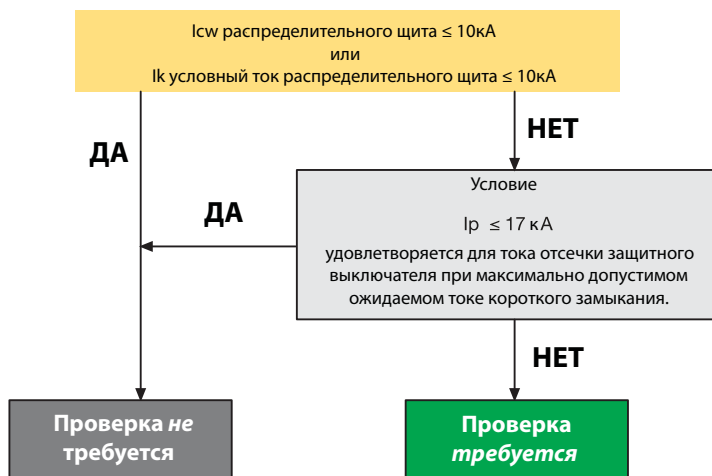 Icw распределительного щита ≤ 10кА
или
Ik условный ток распределительного щита ≤ 10кА
ДА
НЕТ
Условие
Ip ≤ 17 кА
удовлетворяется для тока отсечки защитного
выключателя при максимально допустимом
ожидаемом токе короткого замыкания.
ДА
НЕТ
Проверка не
требуется
Проверка
требуется